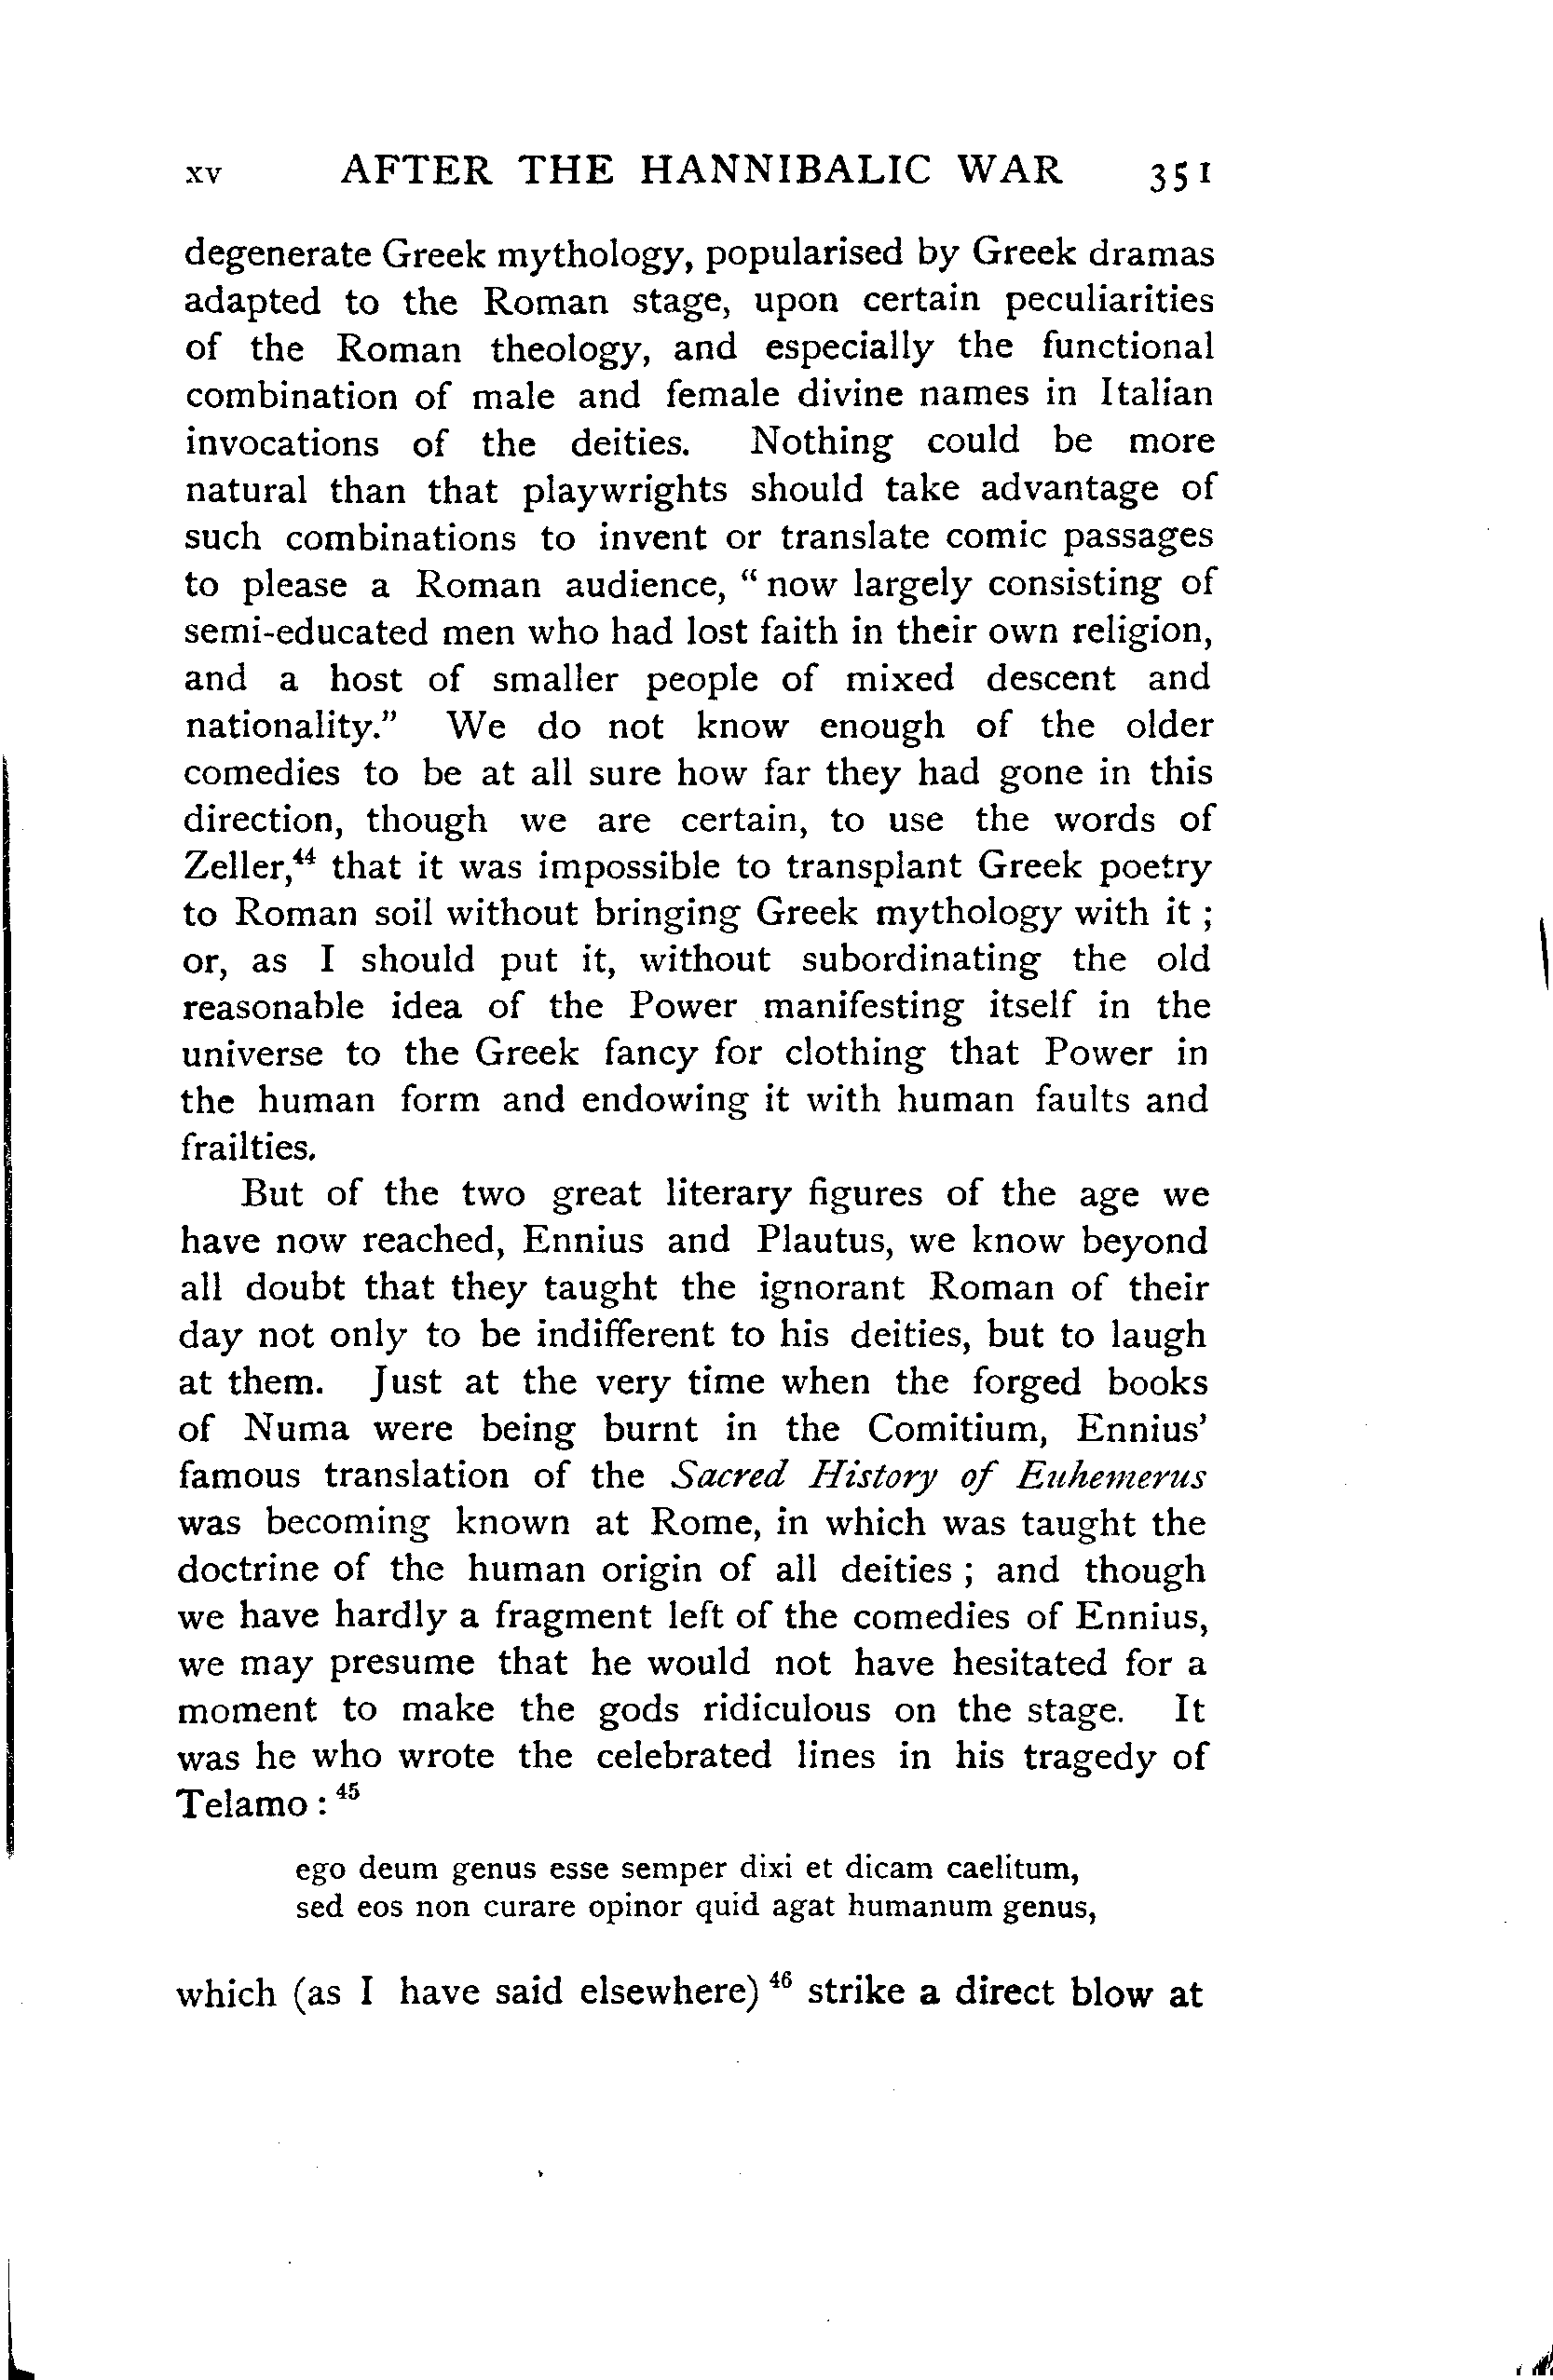 xv AFTER THE HANNIBALIC WAR 351
degenerate Greek mythology, popularised by Greek dramas
adapted to the Roman stage, upon certain peculiarities
of the Roman theology, and especially the functional
combination of male and female divine names in Italian
invocations of the deities. Nothing could be more
natural than that playwrights should take advantage of
such combinations to invent or translate comic passages
to please a Roman audience, “ now largely consisting of
semi-educated men who had lost faith in their own religion,
and a host of smaller people of mixed descent and
nationality.” We do not know enough of the older
comedies to be at all sure how far they had gone in this
direction, though we are certain, to use the words of
Zeller,⁴⁴ that it was impossible to transplant Greek poetry
to Roman soil without bringing Greek mythology with it ;
or, as I should put it, without subordinating the old
reasonable idea of the Power manifesting itself in the
universe to the Greek fancy for clothing that Power in
the human form and endowing it with human faults and
frailties.
But of the two great literary figures of the age we
have now reached, Ennius and Plautus, we know beyond
all doubt that they taught the ignorant Roman of their
day not only to be indifferent to his deities, but to laugh
at them. Just at the very time when the forged books
of Numa were being burnt in the Comitium, Ennius’
famous translation of the Sacred History of Euhemerus
was becoming known at Rome, in which was taught the
doctrine of the human origin of all deities ; and though
we have hardly a fragment left of the comedies of Ennius,
we may presume that he would not have hesitated for a
moment to make the gods ridiculous on the stage. It
was he who wrote the celebrated lines in his tragedy of
Telamo : ⁴⁵
ego deum genus esse semper dixi et dicam caelitum,
sed eos non curare opinor quid agat humanum genus,
which (as I have said elsewhere) ⁴⁶ strike a direct blow at